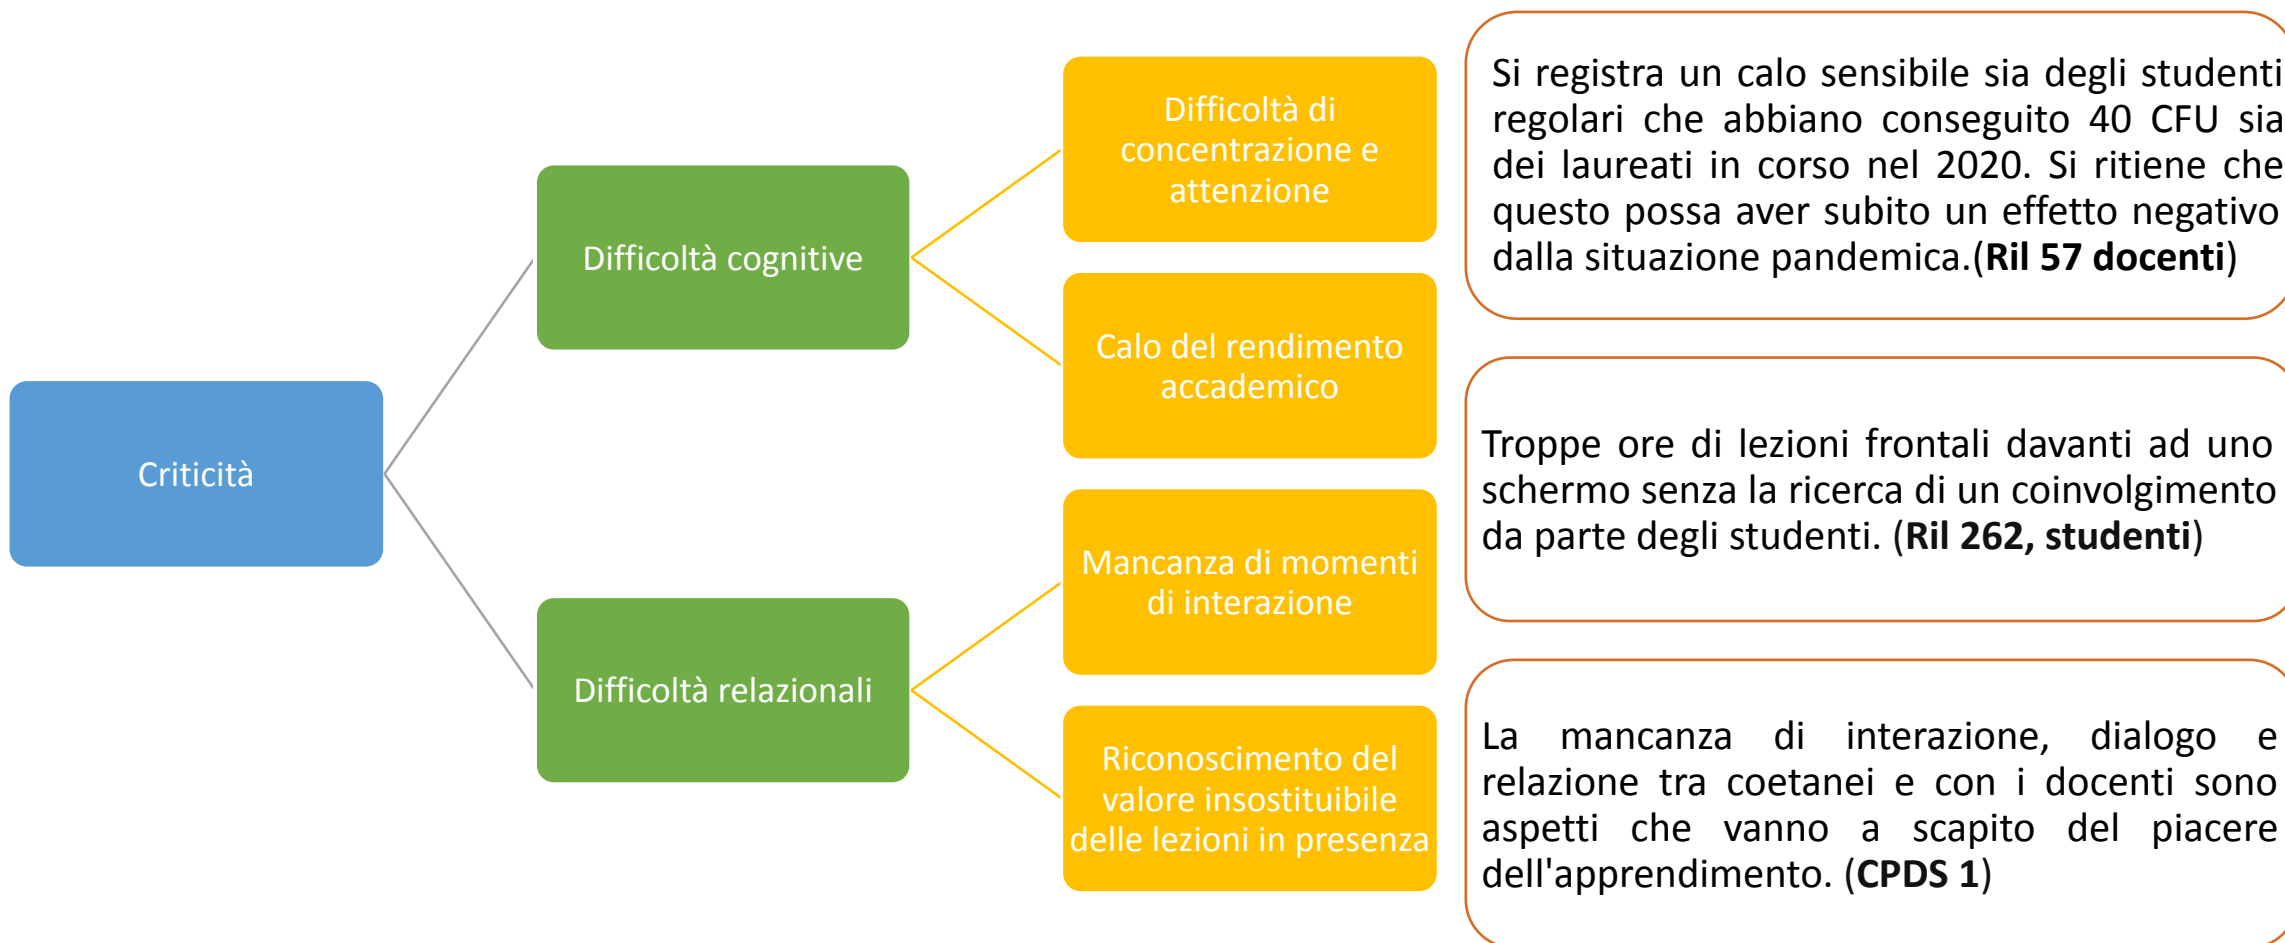 Criticità
Difficoltà cognitive
Difficoltà relazionali
Difficoltà di
concentrazione e
attenzione
Calo del rendimento
accademico
Mancanza di momenti
di interazione
Riconoscimento del
valore insostituibile
delle lezioni in presenza
Si registra un calo sensibile sia degli studenti
regolari che abbiano conseguito 40 CFU sia
dei laureati in corso nel 2020. Si ritiene che
questo possa aver subito un effetto negativo
dalla situazione pandemica.(Ril 57 docenti)
Troppe ore di lezioni frontali davanti ad uno
schermo senza la ricerca di un coinvolgimento
da parte degli studenti. (Ril 262, studenti)
La mancanza di interazione, dialogo e
relazione tra coetanei e con i docenti sono
aspetti che vanno a scapito del piacere
dell'apprendimento. (CPDS 1)